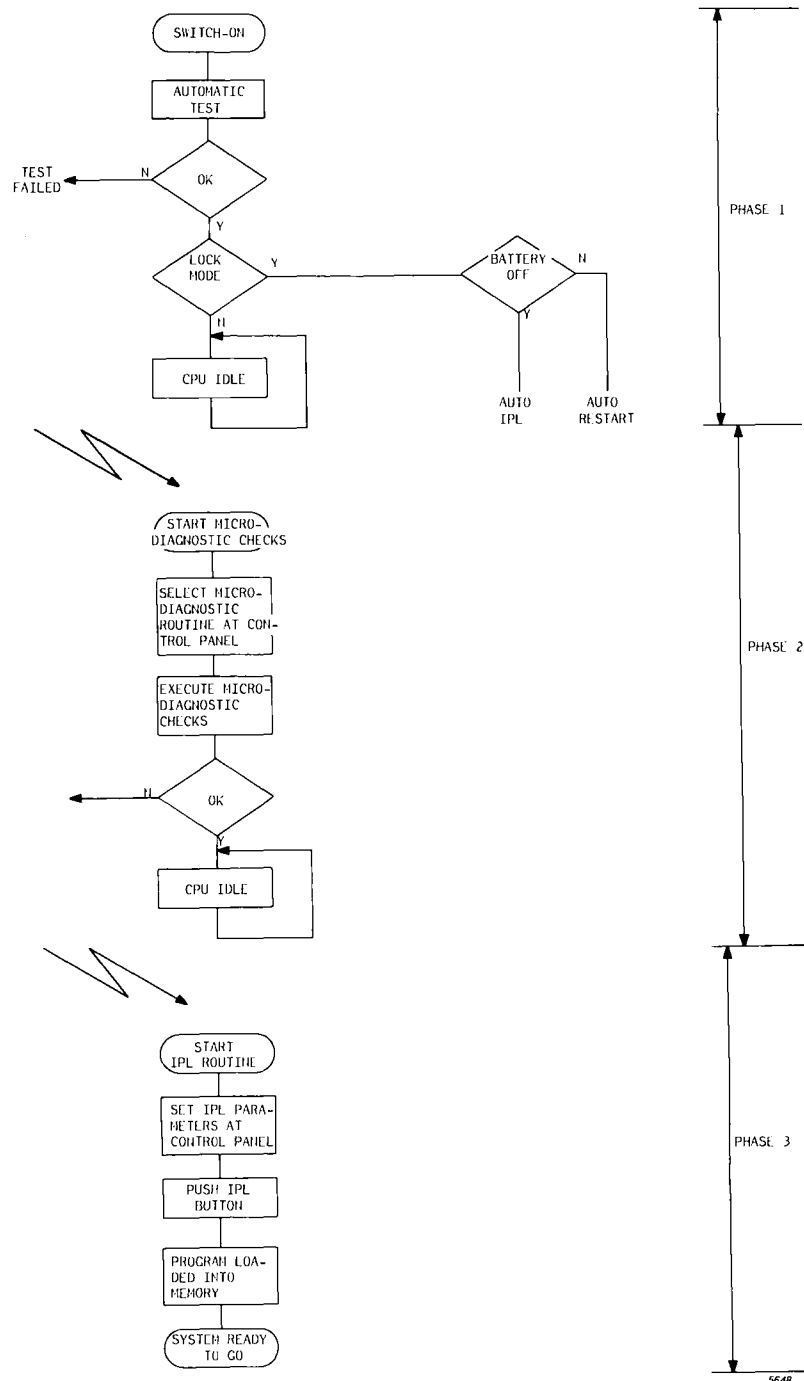 SWITCH-ON
AUTOMATIC
TEST
N
OK
TEST
FAILED
Y
PHASE 1
LOCK
MODE
Y
BATTERY
OFF
N
N
Y
CPU IDLE
AUTO
IPL
AUTO
RESTART
START MICRO-
DIAGNOSTIC CHECKS
SELECT MICRO-
DIAGNOSTIC
ROUTINE AT CON-
TROL PANEL
PHASE 2
EXECUTE MICRO-
DIAGNOSTIC
CHECKS
N
OK
Y
CPU IDLE
START
IPL ROUTINE
SET IPL PARA-
METERS AT
CONTROL PANEL
PHASE 3
PUSH IPL
BUTTON
PROGRAM LOA-
DED INTO
MEMORY
SYSTEM READY
TO GO
5648